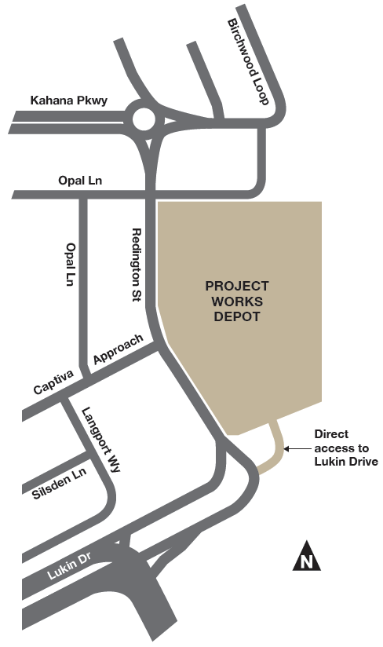 Birchwood Loop
Kahana Pkwy
Opal Ln
Opal Ln
Redington St
PROJECT
WORKS
DEPOT
Captiva Approach
Langport Wy
Silsden Ln
Direct
access to
Lukin Drive
Lukin Dr
N